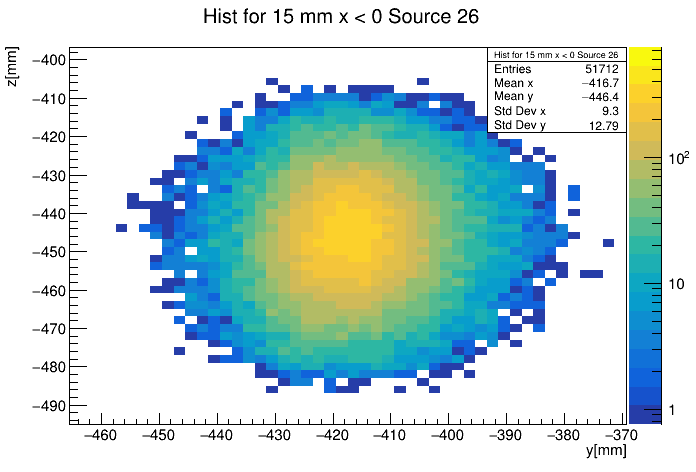 Hist for 15 mm x < 0 Source 26
Hist for 15 mm x < 0 Source 26
Entries 51712
Mean x −416.7
Mean y −446.4
Std Dev x 9.3
Std Dev y 12.79
z[mm]
−400
−410
−420
−430
−440
−450
−460
−470
−480
−490
−460 −450 −440 −430 −420 −410 −400 −390 −380 −370
y[mm]
10²
10
1